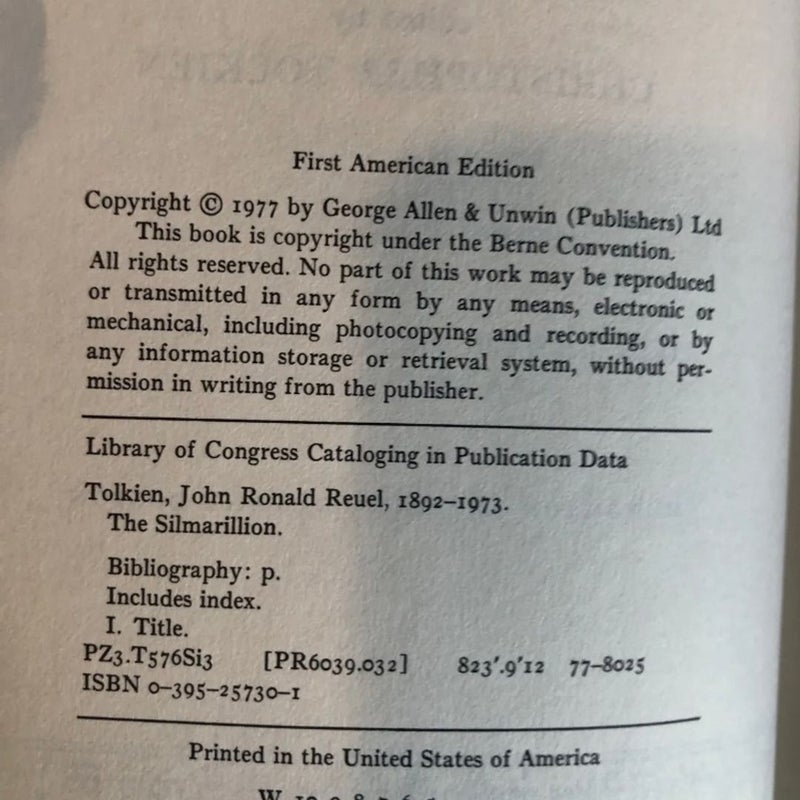 First American Edition
Copyright © 1977 by George Allen & Unwin (Publishers) Ltd
This book is copyright under the Berne Convention.
All rights reserved. No part of this work may be reproduced
or transmitted in any form by any means, electronic or
mechanical, including photocopying and recording, or by
any information storage or retrieval system, without per-
mission in writing from the publisher.
Library of Congress Cataloging in Publication Data
Tolkien, John Ronald Reuel, 1892–1973.
The Silmarillion.
Bibliography: p.
Includes index.
I. Title.
PZ3.T576Si3 [PR6039.032] 823'.9'12 77–8025
ISBN 0–395–25730–1
Printed in the United States of America
W